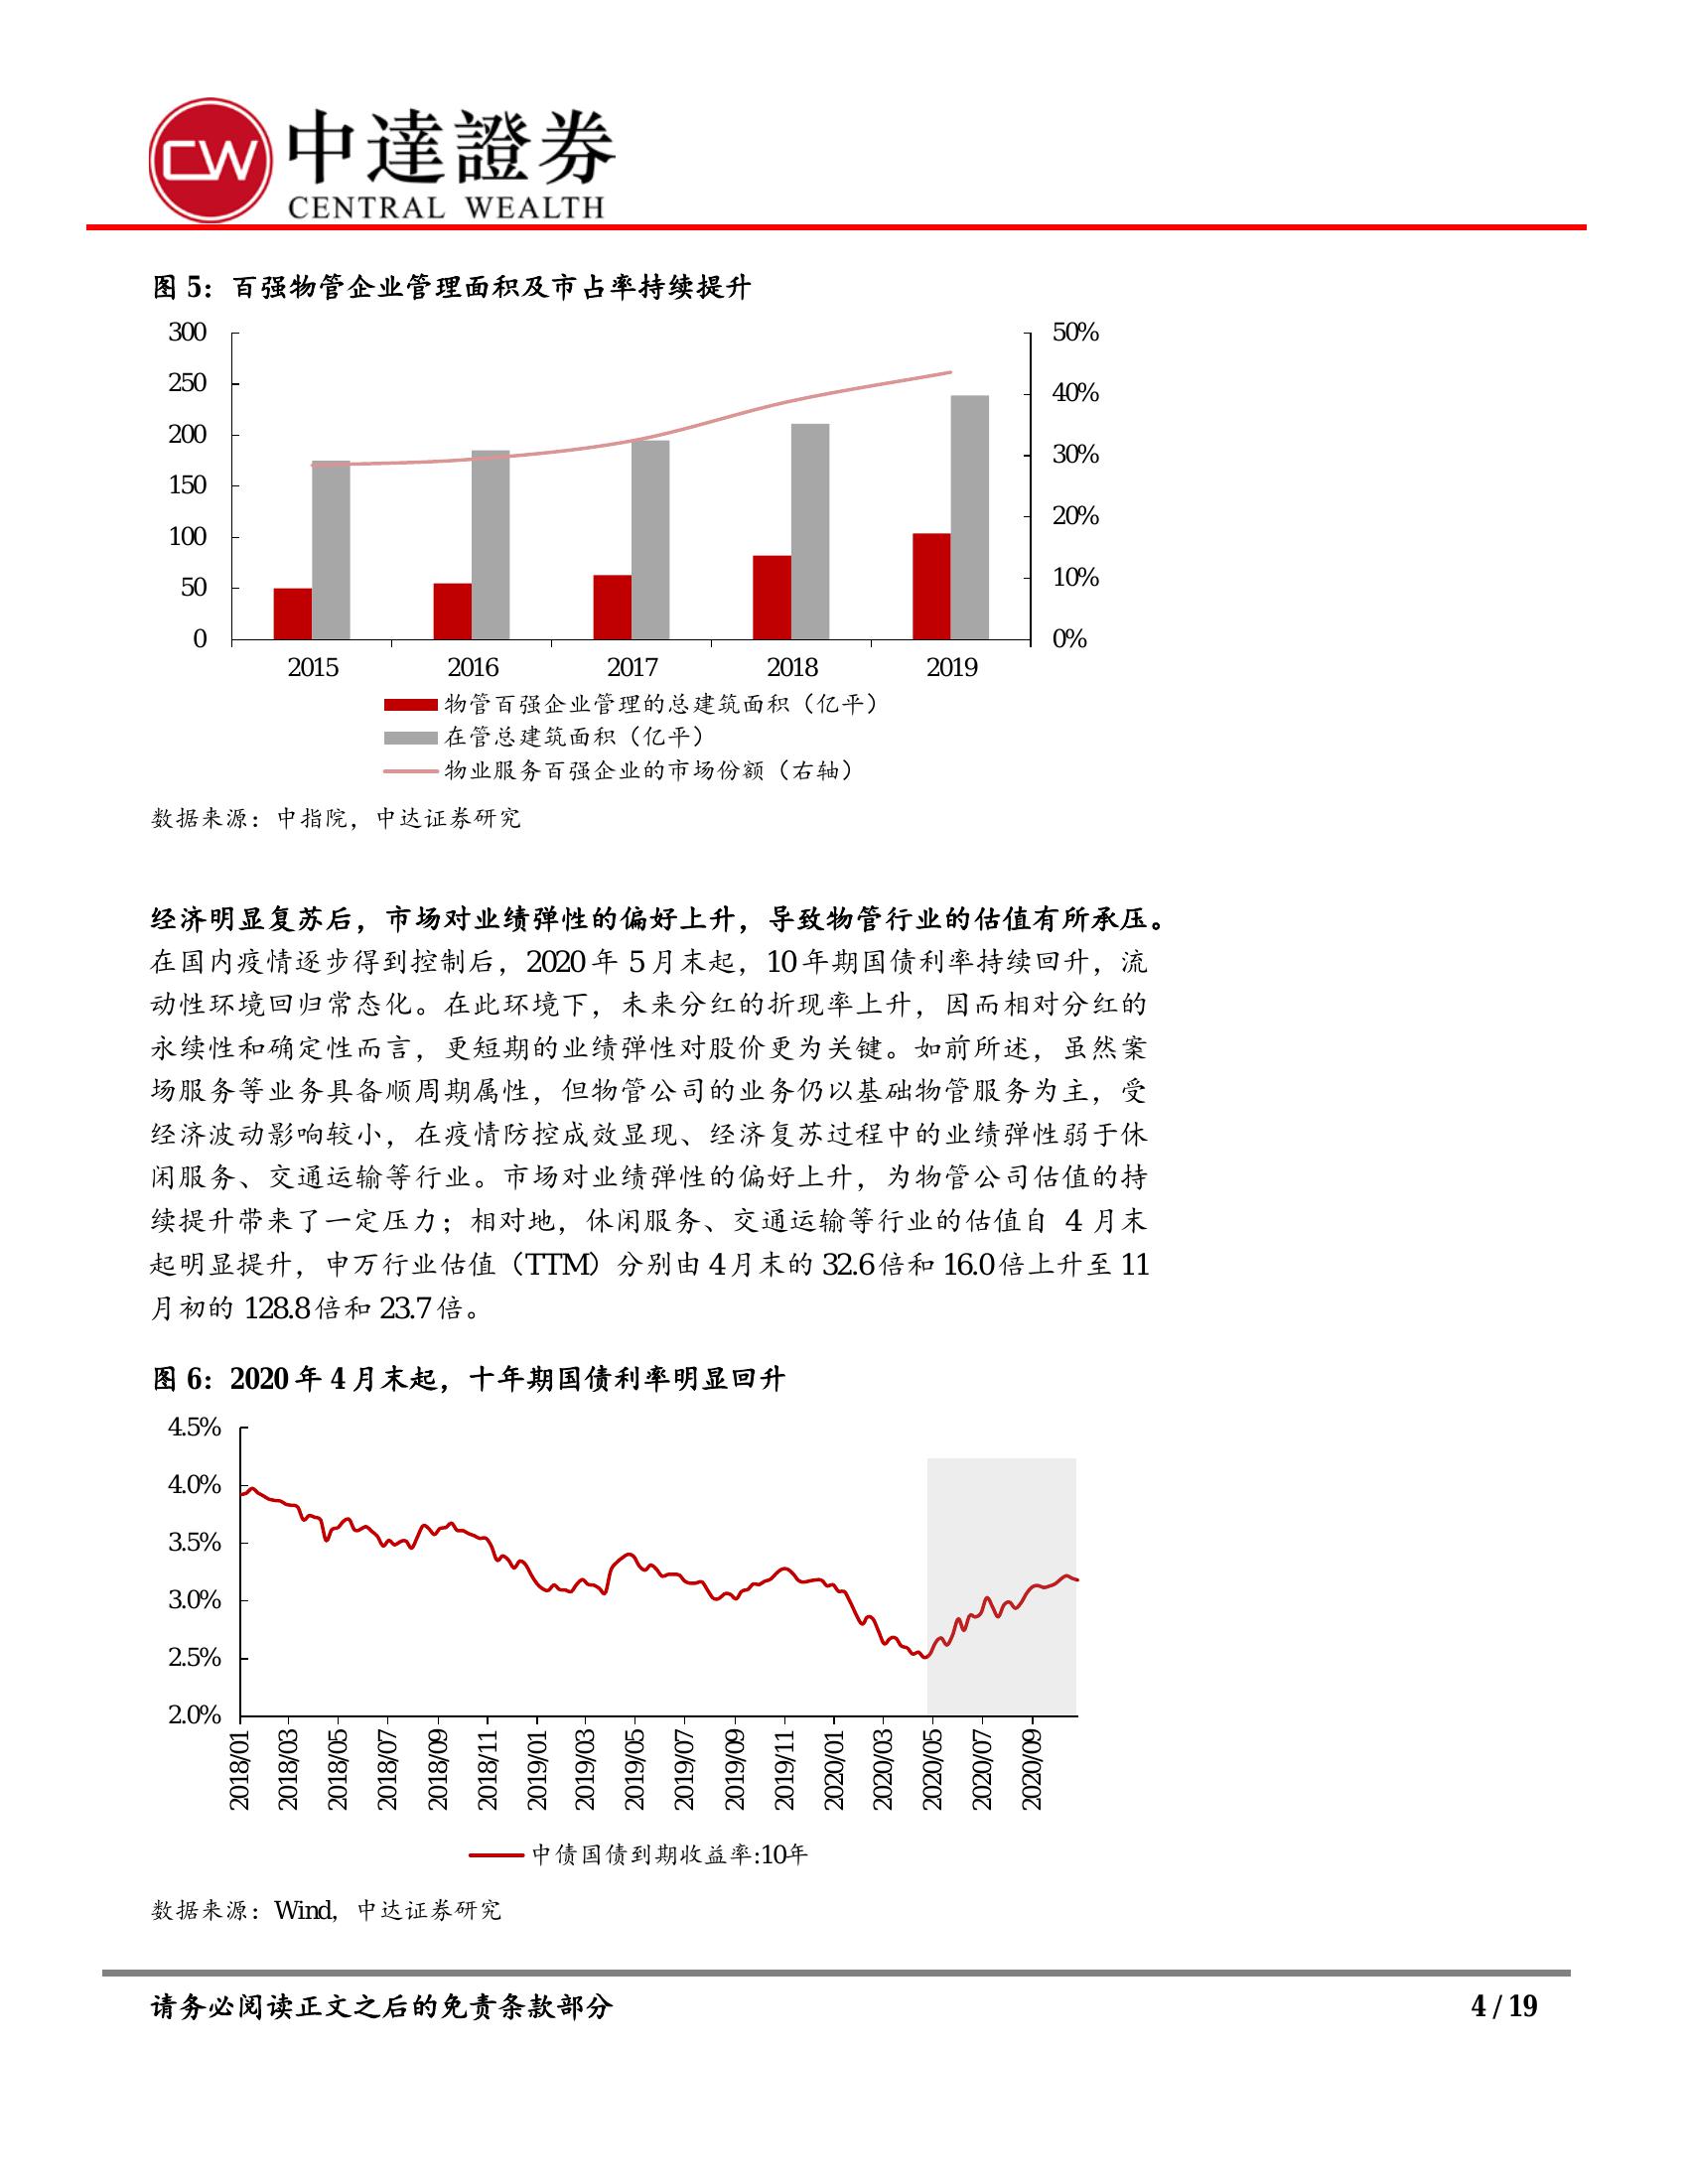 CW 中達證券
CENTRAL WEALTH
图 5：百强物管企业管理面积及市占率持续提升
300
250
200
150
100
50
0
50%
40%
30%
20%
10%
0%
2015 2016 2017 2018 2019
物管百强企业管理的总建筑面积（亿平）
在管总建筑面积（亿平）
物业服务百强企业的市场份额（右轴）
数据来源：中指院，中达证券研究
经济明显复苏后，市场对业绩弹性的偏好上升，导致物管行业的估值有所承压。
在国内疫情逐步得到控制后，2020 年 5 月末起，10 年期国债利率持续回升，流
动性环境回归常态化。在此环境下，未来分红的折现率上升，因而相对分红的
永续性和确定性而言，更短期的业绩弹性对股价更为关键。如前所述，虽然案
场服务等业务具备顺周期属性，但物管公司的业务仍以基础物管服务为主，受
经济波动影响较小，在疫情防控成效显现、经济复苏过程中的业绩弹性弱于休
闲服务、交通运输等行业。市场对业绩弹性的偏好上升，为物管公司估值的持
续提升带来了一定压力；相对地，休闲服务、交通运输等行业的估值自 4 月末
起明显提升，申万行业估值（TTM）分别由 4 月末的 32.6 倍和 16.0 倍上升至 11
月初的 128.8 倍和 23.7 倍。
图 6：2020 年 4 月末起，十年期国债利率明显回升
4.5%
4.0%
3.5%
3.0%
2.5%
2.0%
2018/01 2018/03 2018/05 2018/07 2018/09 2018/11 2019/01 2019/03 2019/05 2019/07 2019/09 2019/11 2020/01 2020/03 2020/05 2020/07 2020/09
中债国债到期收益率:10年
数据来源：Wind，中达证券研究
请务必阅读正文之后的免责条款部分 4 / 19